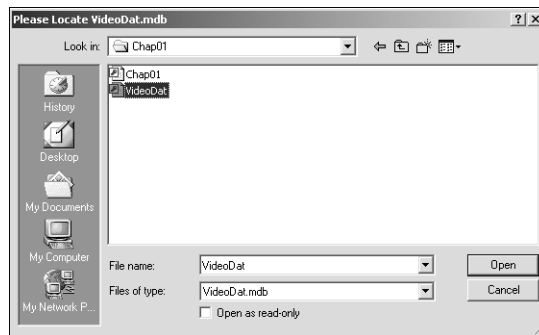 Please Locate VideoDat.mdb
Look in:
Chap01
Chap01
VideoDat
History
Desktop
My Documents
My Computer
My Network P...
File name:
VideoDat
Open
Files of type:
VideoDat.mdb
Cancel
Open as read-only